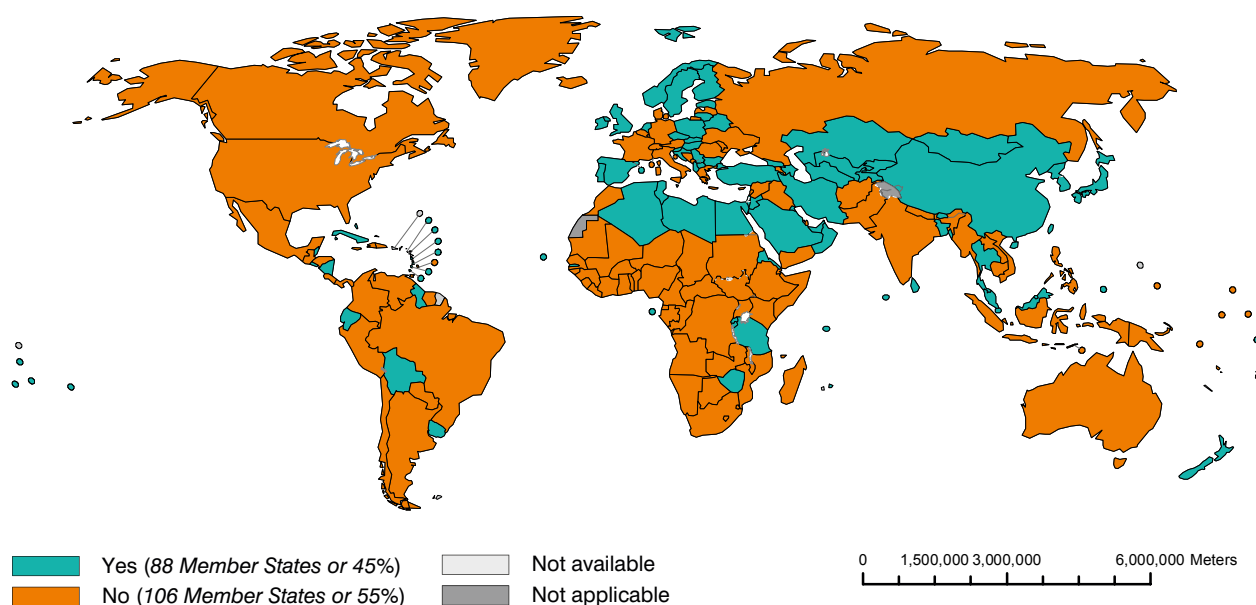 Yes (88 Member States or 45%)
No (106 Member States or 55%)
Not available
Not applicable
0 1,500,000 3,000,000 6,000,000 Meters